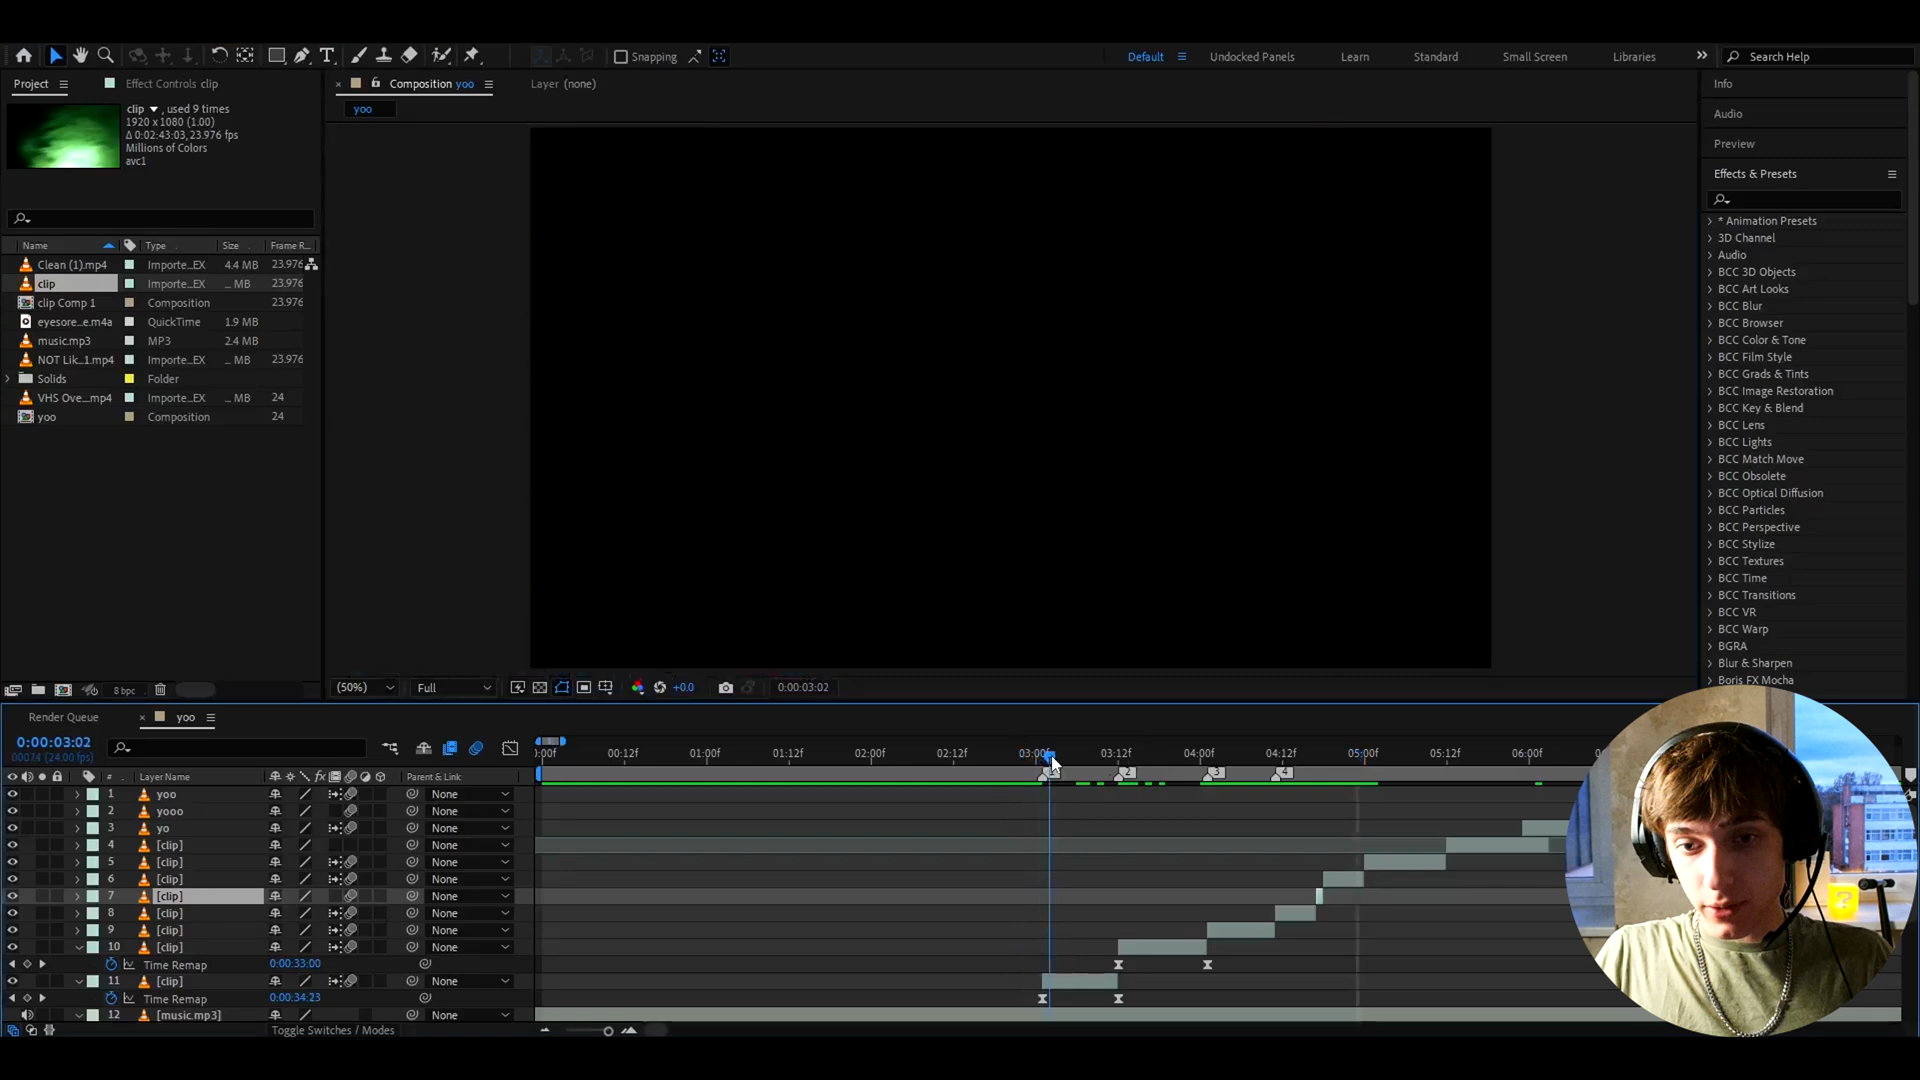 Snapping
Default
Undocked Panels
Learn
Standard
Small Screen
Libraries
Search Help
Project
Effect Controls clip
Composition yoo
Layer (none)
Info
clip , used 9 times
1920 x 1080 (1.00)
Δ 0:02:43:03, 23.976 fps
Millions of Colors
avc1
yoo
Audio
Preview
Effects & Presets
Name Type Size Frame R...
Clean (1).mp4 Importe...EX 4.4 MB 23.976
clip Importe...EX ... MB 23.976
clip Comp 1 Composition 23.976
eyesore...e.m4a QuickTime 1.9 MB
music.mp3 MP3 2.4 MB
NOT Lik...1.mp4 Importe...EX ... MB 23.976
Solids Folder
VHS Ove...mp4 Importe...EX ... MB 24
yoo Composition 24
* Animation Presets
3D Channel
Audio
BCC 3D Objects
BCC Art Looks
BCC Blur
BCC Browser
BCC Color & Tone
BCC Film Style
BCC Grads & Tints
BCC Image Restoration
BCC Key & Blend
BCC Lens
BCC Lights
BCC Match Move
BCC Obsolete
BCC Optical Diffusion
BCC Particles
BCC Perspective
BCC Stylize
BCC Textures
BCC Time
BCC Transitions
BCC VR
BCC Warp
BGRA
Blur & Sharpen
Boris FX Mocha
8 bpc
(50%) Full +0.0 0:00:03:02
Render Queue
yoo
0:00:03:02
00074 (24.00 fps)
:00f 00:12f 01:00f 01:12f 02:00f 02:12f 03:00f 03:12f 04:00f 04:12f 05:00f 05:12f 06:00f
2 3 4
# Layer Name fx Parent & Link
1 yoo None
2 yooo None
3 yo None
4 [clip] None
5 [clip] None
6 [clip] None
7 [clip] None
8 [clip] None
9 [clip] None
10 [clip] None
Time Remap 0:00:33:00
11 [clip] None
Time Remap 0:00:34:23
12 [music.mp3] None
Toggle Switches / Modes